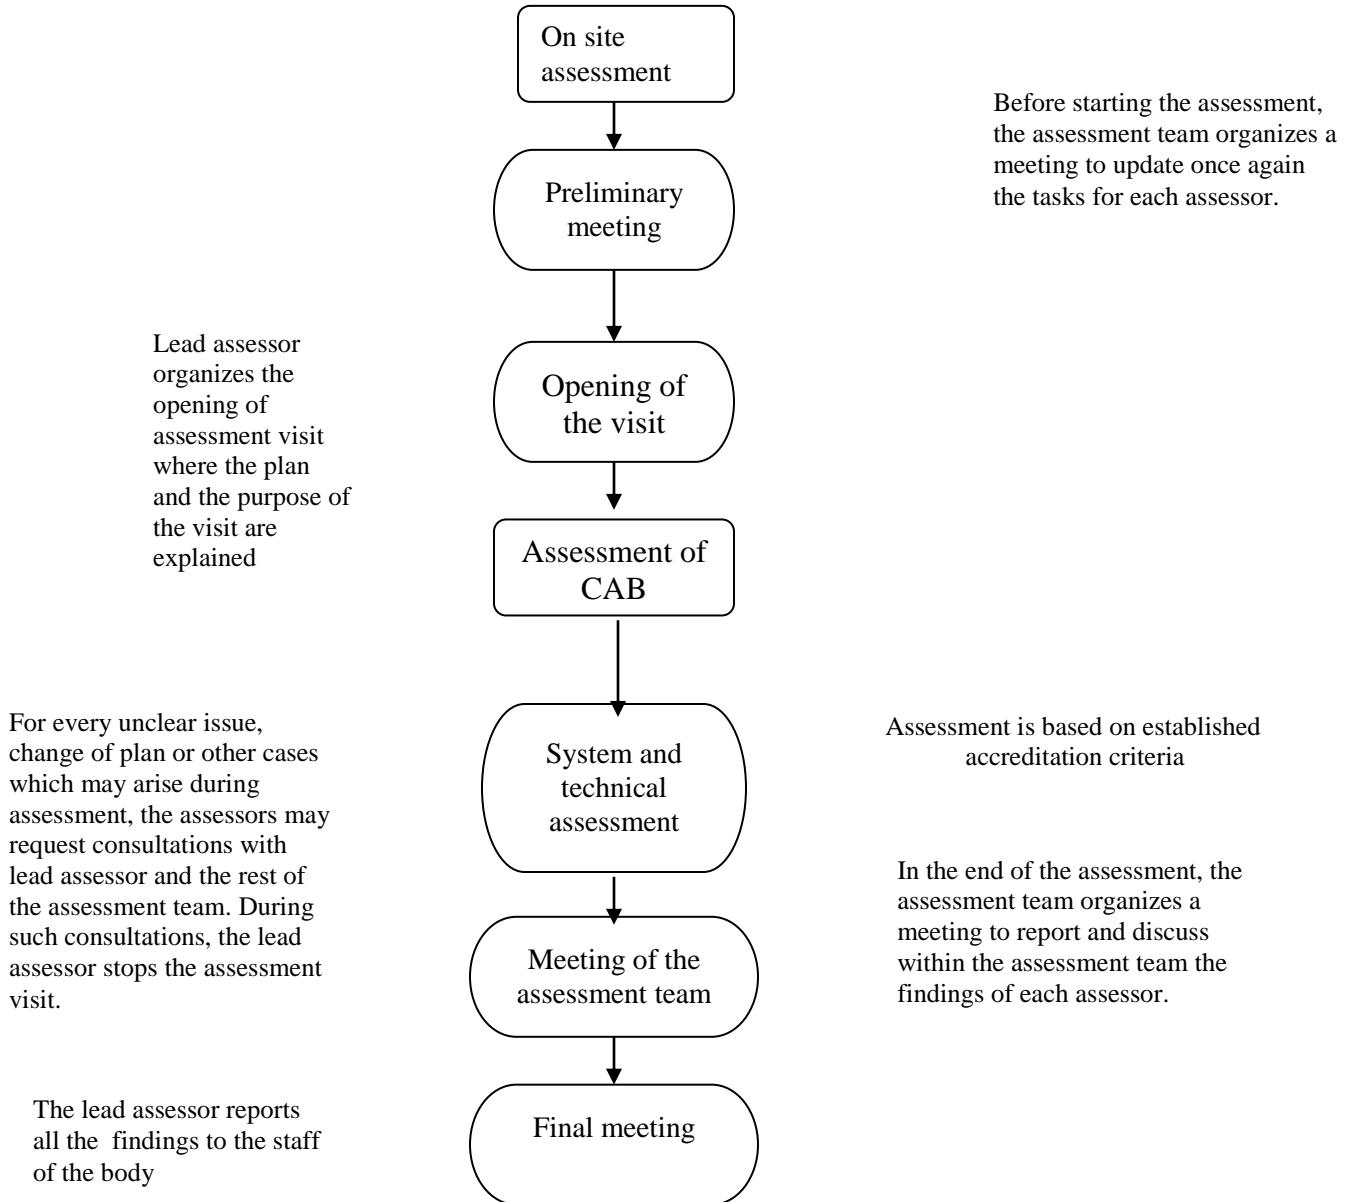 On site
assessment
Before starting the assessment,
the assessment team organizes a
meeting to update once again
the tasks for each assessor.
Preliminary
meeting
Lead assessor
organizes the
opening of
assessment visit
where the plan
and the purpose of
the visit are
explained
Opening of
the visit
Assessment of
CAB
For every unclear issue,
change of plan or other cases
which may arise during
assessment, the assessors may
request consultations with
lead assessor and the rest of
the assessment team. During
such consultations, the lead
assessor stops the assessment
visit.
System and
technical
assessment
Assessment is based on established
accreditation criteria
In the end of the assessment, the
assessment team organizes a
meeting to report and discuss
within the assessment team the
findings of each assessor.
Meeting of the
assessment team
The lead assessor reports
all the  findings to the staff
of the body
Final meeting